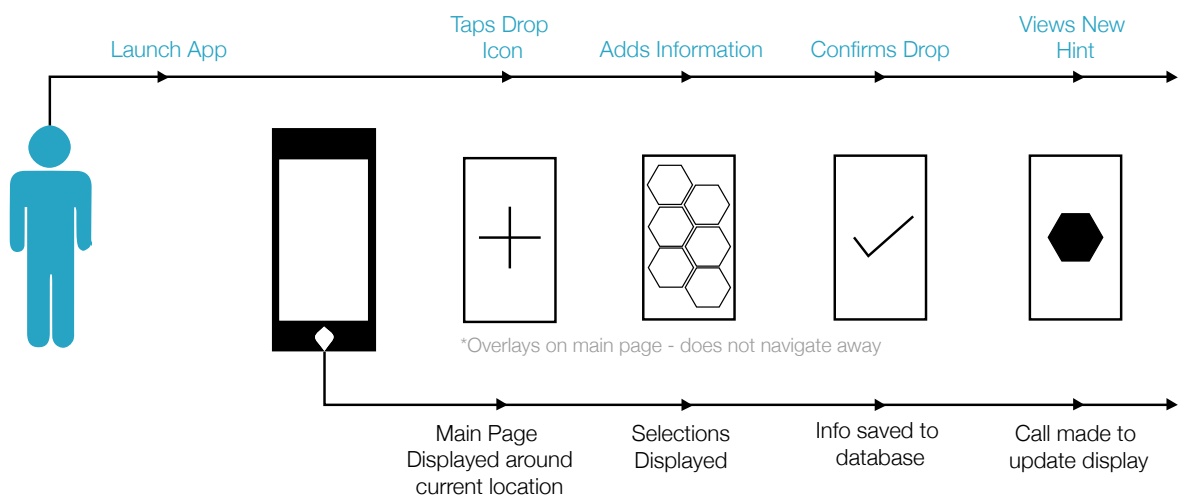 Launch App
Taps Drop
Icon
Adds Information
Confirms Drop
Views New
Hint
*Overlays on main page - does not navigate away
Main Page
Displayed around
current location
Selections
Displayed
Info saved to
database
Call made to
update display